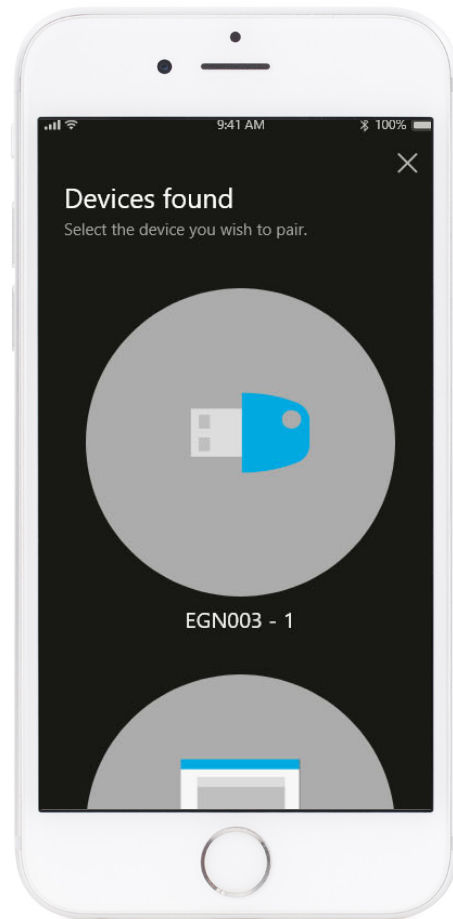 9:41 AM
100%
Devices found
Select the device you wish to pair.
EGN003 - 1